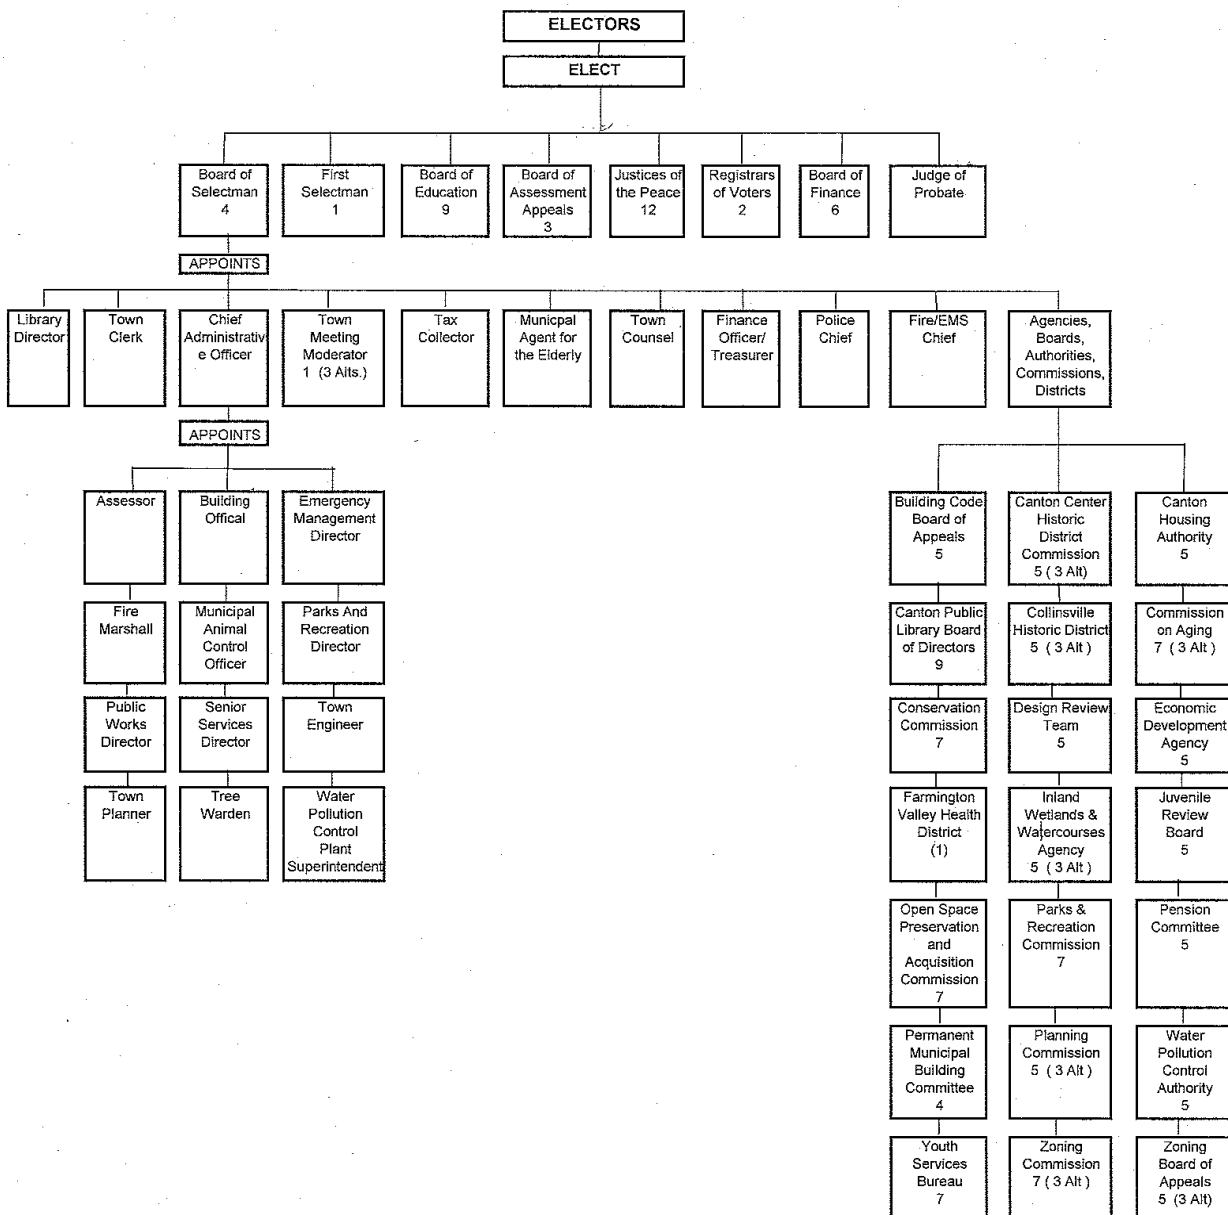 ELECTORS
ELECT
Board of
Selectman
4
First
Selectman
1
Board of
Education
9
Board of
Assessment
Appeals
3
Justices of
the Peace
12
Registrars
of Voters
2
Board of
Finance
6
Judge of
Probate
APPOINTS
Library
Director
Town
Clerk
Chief
Administrativ
e Officer
Town
Meeting
Moderator
1 (3 Alts.)
Tax
Collector
Municpal
Agent for
the Elderly
Town
Counsel
Finance
Officer/
Treasurer
Police
Chief
Fire/EMS
Chief
Agencies,
Boards,
Authorities,
Commissions,
Districts
APPOINTS
Assessor
Building
Offical
Emergency
Management
Director
Fire
Marshall
Municipal
Animal
Control
Officer
Parks And
Recreation
Director
Public
Works
Director
Senior
Services
Director
Town
Engineer
Town
Planner
Tree
Warden
Water
Pollution
Control
Plant
Superintendent
Building Code
Board of
Appeals
5
Canton Center
Historic
District
Commission
5 ( 3 Alt)
Canton
Housing
Authority
5
Canton Public
Library Board
of Directors
9
Collinsville
Historic District
5 ( 3 Alt )
Commission
on Aging
7 ( 3 Alt )
Conservation
Commission
7
Design Review
Team
5
Economic
Development
Agency
5
Farmington
Valley Health
District
(1)
Inland
Wetlands &
Watercourses
Agency
5 ( 3 Alt )
Juvenile
Review
Board
5
Open Space
Preservation
and
Acquisition
Commission
7
Parks &
Recreation
Commission
7
Pension
Committee
5
Permanent
Municipal
Building
Committee
4
Planning
Commission
5 ( 3 Alt )
Water
Pollution
Control
Authority
5
Youth
Services
Bureau
7
Zoning
Commission
7 ( 3 Alt )
Zoning
Board of
Appeals
5 (3 Alt)